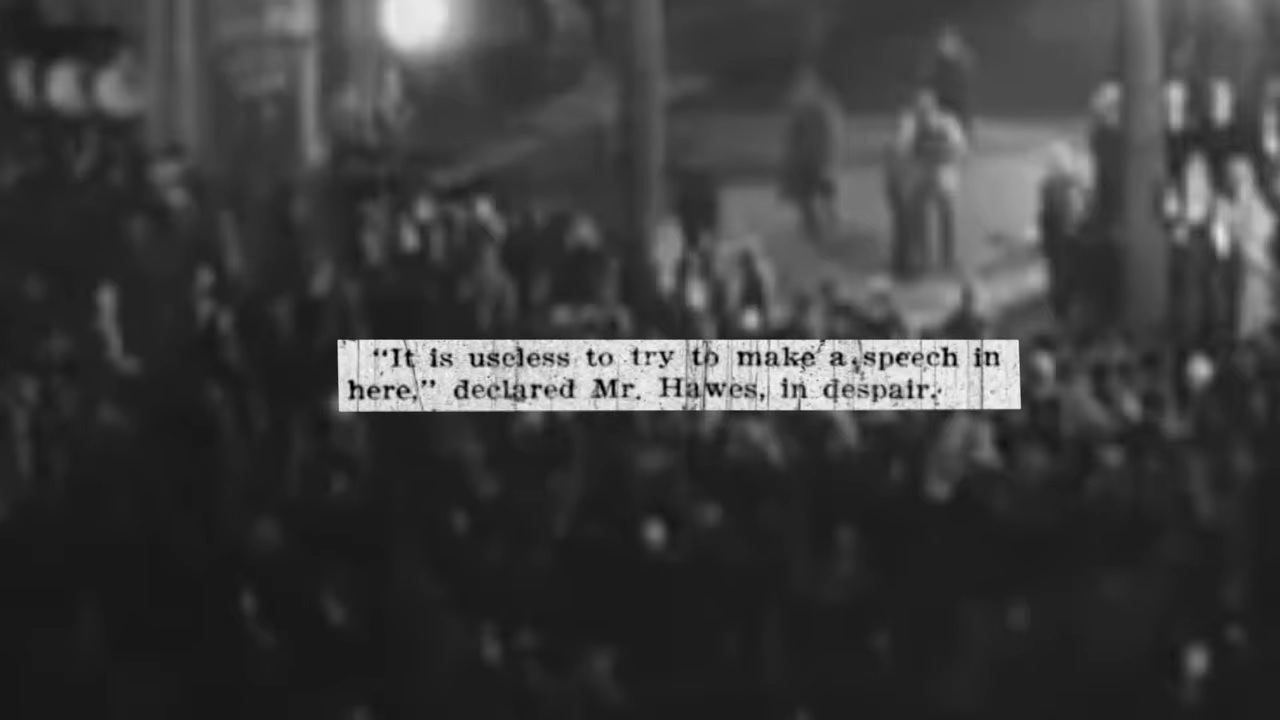 "It is useless to try to make a speech in
here," declared Mr. Hawes, in despair.